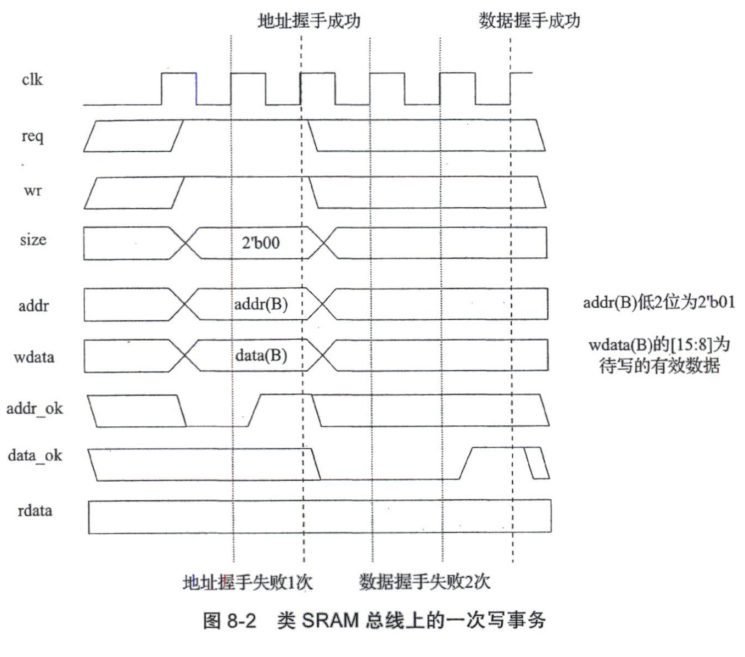 地址握手成功 数据握手成功
clk
req
wr
size 2'b00
addr addr(B) addr(B)低2位为2'b01
wdata data(B) wdata(B)的[15:8]为
待写的有效数据
addr_ok
data_ok
rdata
地址握手失败1次 数据握手失败2次
图 8-2 类 SRAM 总线上的一次写事务